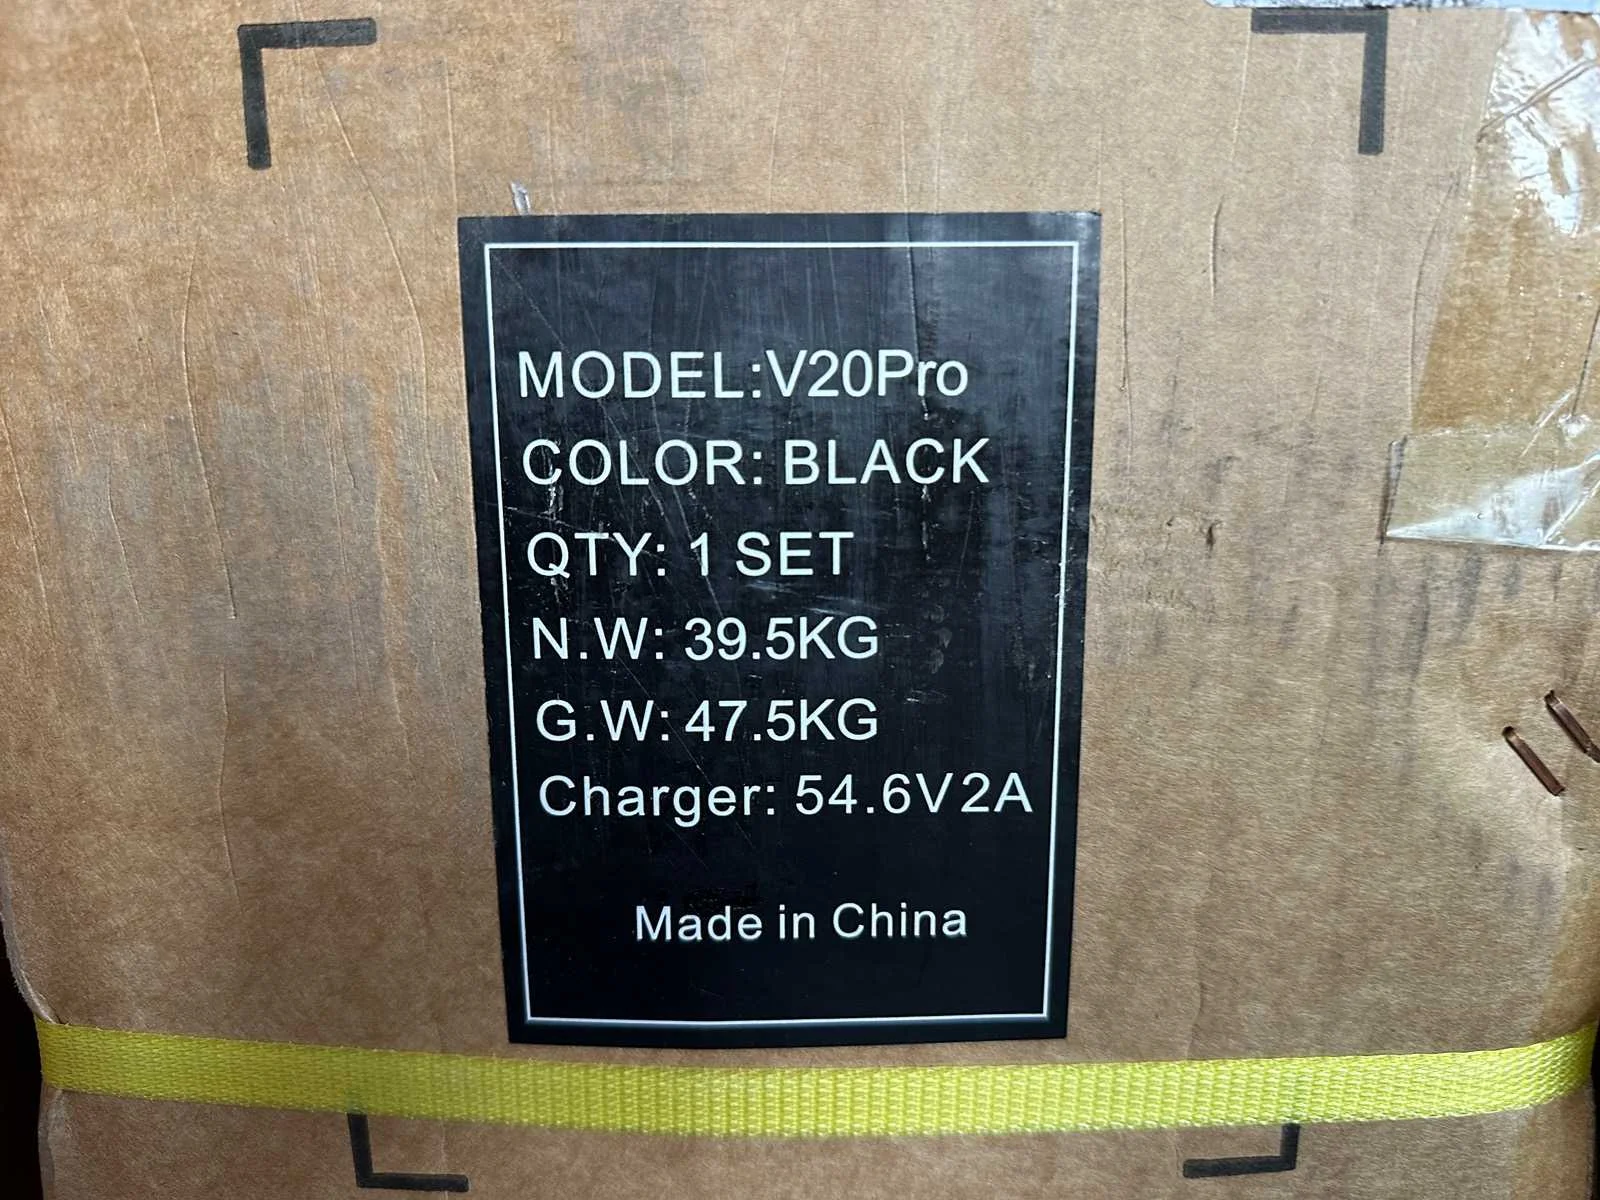 MODEL:V20Pro
COLOR: BLACK
QTY: 1 SET
N.W: 39.5KG
G.W: 47.5KG
Charger: 54.6V2A
Made in China